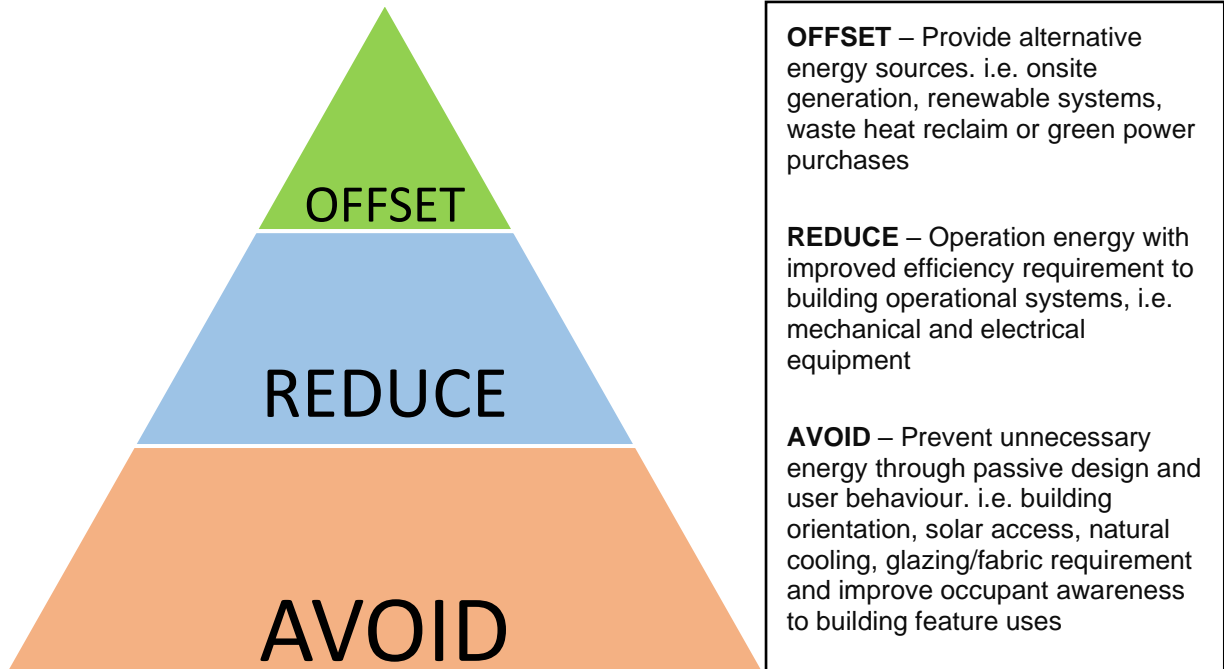 OFFSET
REDUCE
AVOID
OFFSET – Provide alternative
energy sources. i.e. onsite
generation, renewable systems,
waste heat reclaim or green power
purchases
REDUCE – Operation energy with
improved efficiency requirement to
building operational systems, i.e.
mechanical and electrical
equipment
AVOID – Prevent unnecessary
energy through passive design and
user behaviour. i.e. building
orientation, solar access, natural
cooling, glazing/fabric requirement
and improve occupant awareness
to building feature uses